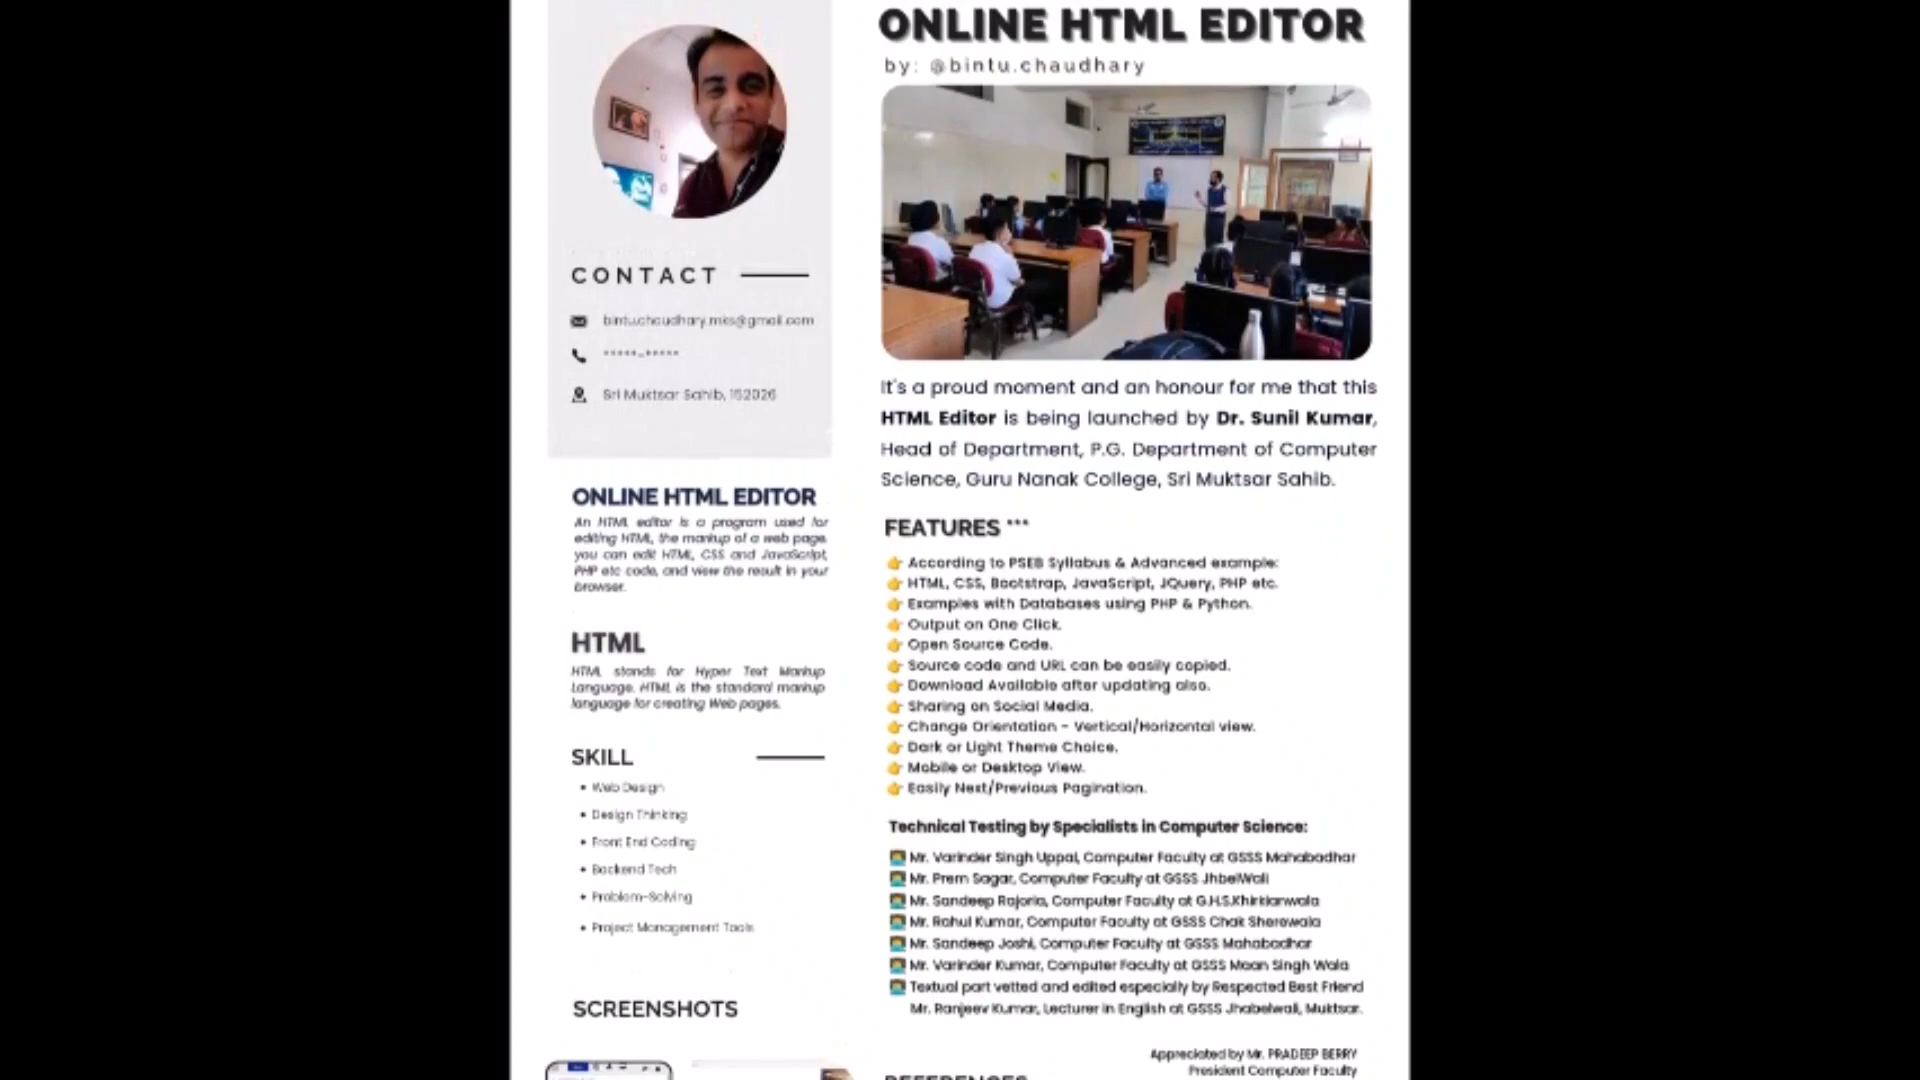 CONTACT
bintu.chaudhary.mks@gmail.com
*****_*****
Sri Muktsar Sahib, 152026
ONLINE HTML EDITOR
An HTML editor is a program used for
editing HTML, the markup of a web page.
you can edit HTML, CSS and JavaScript,
PHP etc code, and view the result in your
browser.
HTML
HTML stands for Hyper Text Markup
Language. HTML is the standard markup
language for creating Web pages.
SKILL
• Web Design
• Design Thinking
• Front End Coding
• Backend Tech
• Problem-Solving
• Project Management Tools
SCREENSHOTS
ONLINE HTML EDITOR
by: @bintu.chaudhary
It's a proud moment and an honour for me that this
HTML Editor is being launched by Dr. Sunil Kumar,
Head of Department, P.G. Department of Computer
Science, Guru Nanak College, Sri Muktsar Sahib.
FEATURES ***
👉 According to PSEB Syllabus & Advanced example:
👉 HTML, CSS, Bootstrap, JavaScript, JQuery, PHP etc.
👉 Examples with Databases using PHP & Python.
👉 Output on One Click.
👉 Open Source Code.
👉 Source code and URL can be easily copied.
👉 Download Available after updating also.
👉 Sharing on Social Media.
👉 Change Orientation - Vertical/Horizontal view.
👉 Dark or Light Theme Choice.
👉 Mobile or Desktop View.
👉 Easily Next/Previous Pagination.
Technical Testing by Specialists in Computer Science:
Mr. Varinder Singh Uppal, Computer Faculty at GSSS Mahabadhar
Mr. Prem Sagar, Computer Faculty at GSSS JhbelWali
Mr. Sandeep Rajoria, Computer Faculty at G.H.S.Khirkianwala
Mr. Rahul Kumar, Computer Faculty at GSSS Chak Sherewala
Mr. Sandeep Joshi, Computer Faculty at GSSS Mahabadhar
Mr. Varinder Kumar, Computer Faculty at GSSS Maan Singh Wala
Textual part vetted and edited especially by Respected Best Friend
Mr. Ranjeev Kumar, Lecturer in English at GSSS Jhabelwali, Muktsar.
Appreciated by Mr. PRADEEP BERRY
President Computer Faculty
REFERENCES